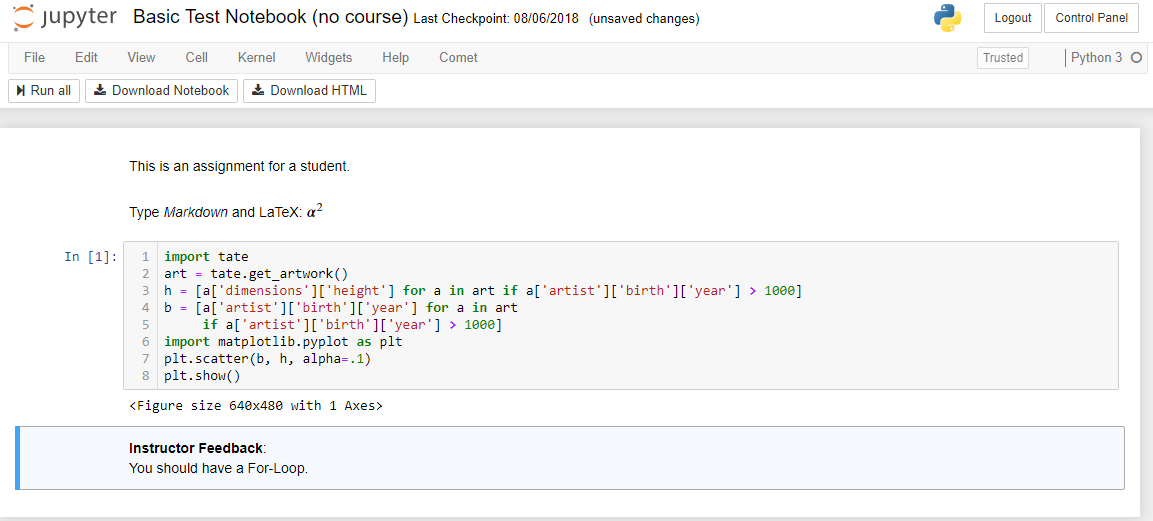 jupyter Basic Test Notebook (no course) Last Checkpoint: 08/06/2018 (unsaved changes) Logout Control Panel
File Edit View Cell Kernel Widgets Help Comet Trusted Python 3
Run all Download Notebook Download HTML
This is an assignment for a student.
Type Markdown and LaTeX: α²
In [1]:
1 import tate
2 art = tate.get_artwork()
3 h = [a['dimensions']['height'] for a in art if a['artist']['birth']['year'] > 1000]
4 b = [a['artist']['birth']['year'] for a in art
5      if a['artist']['birth']['year'] > 1000]
6 import matplotlib.pyplot as plt
7 plt.scatter(b, h, alpha=.1)
8 plt.show()
<Figure size 640x480 with 1 Axes>
Instructor Feedback:
You should have a For-Loop.